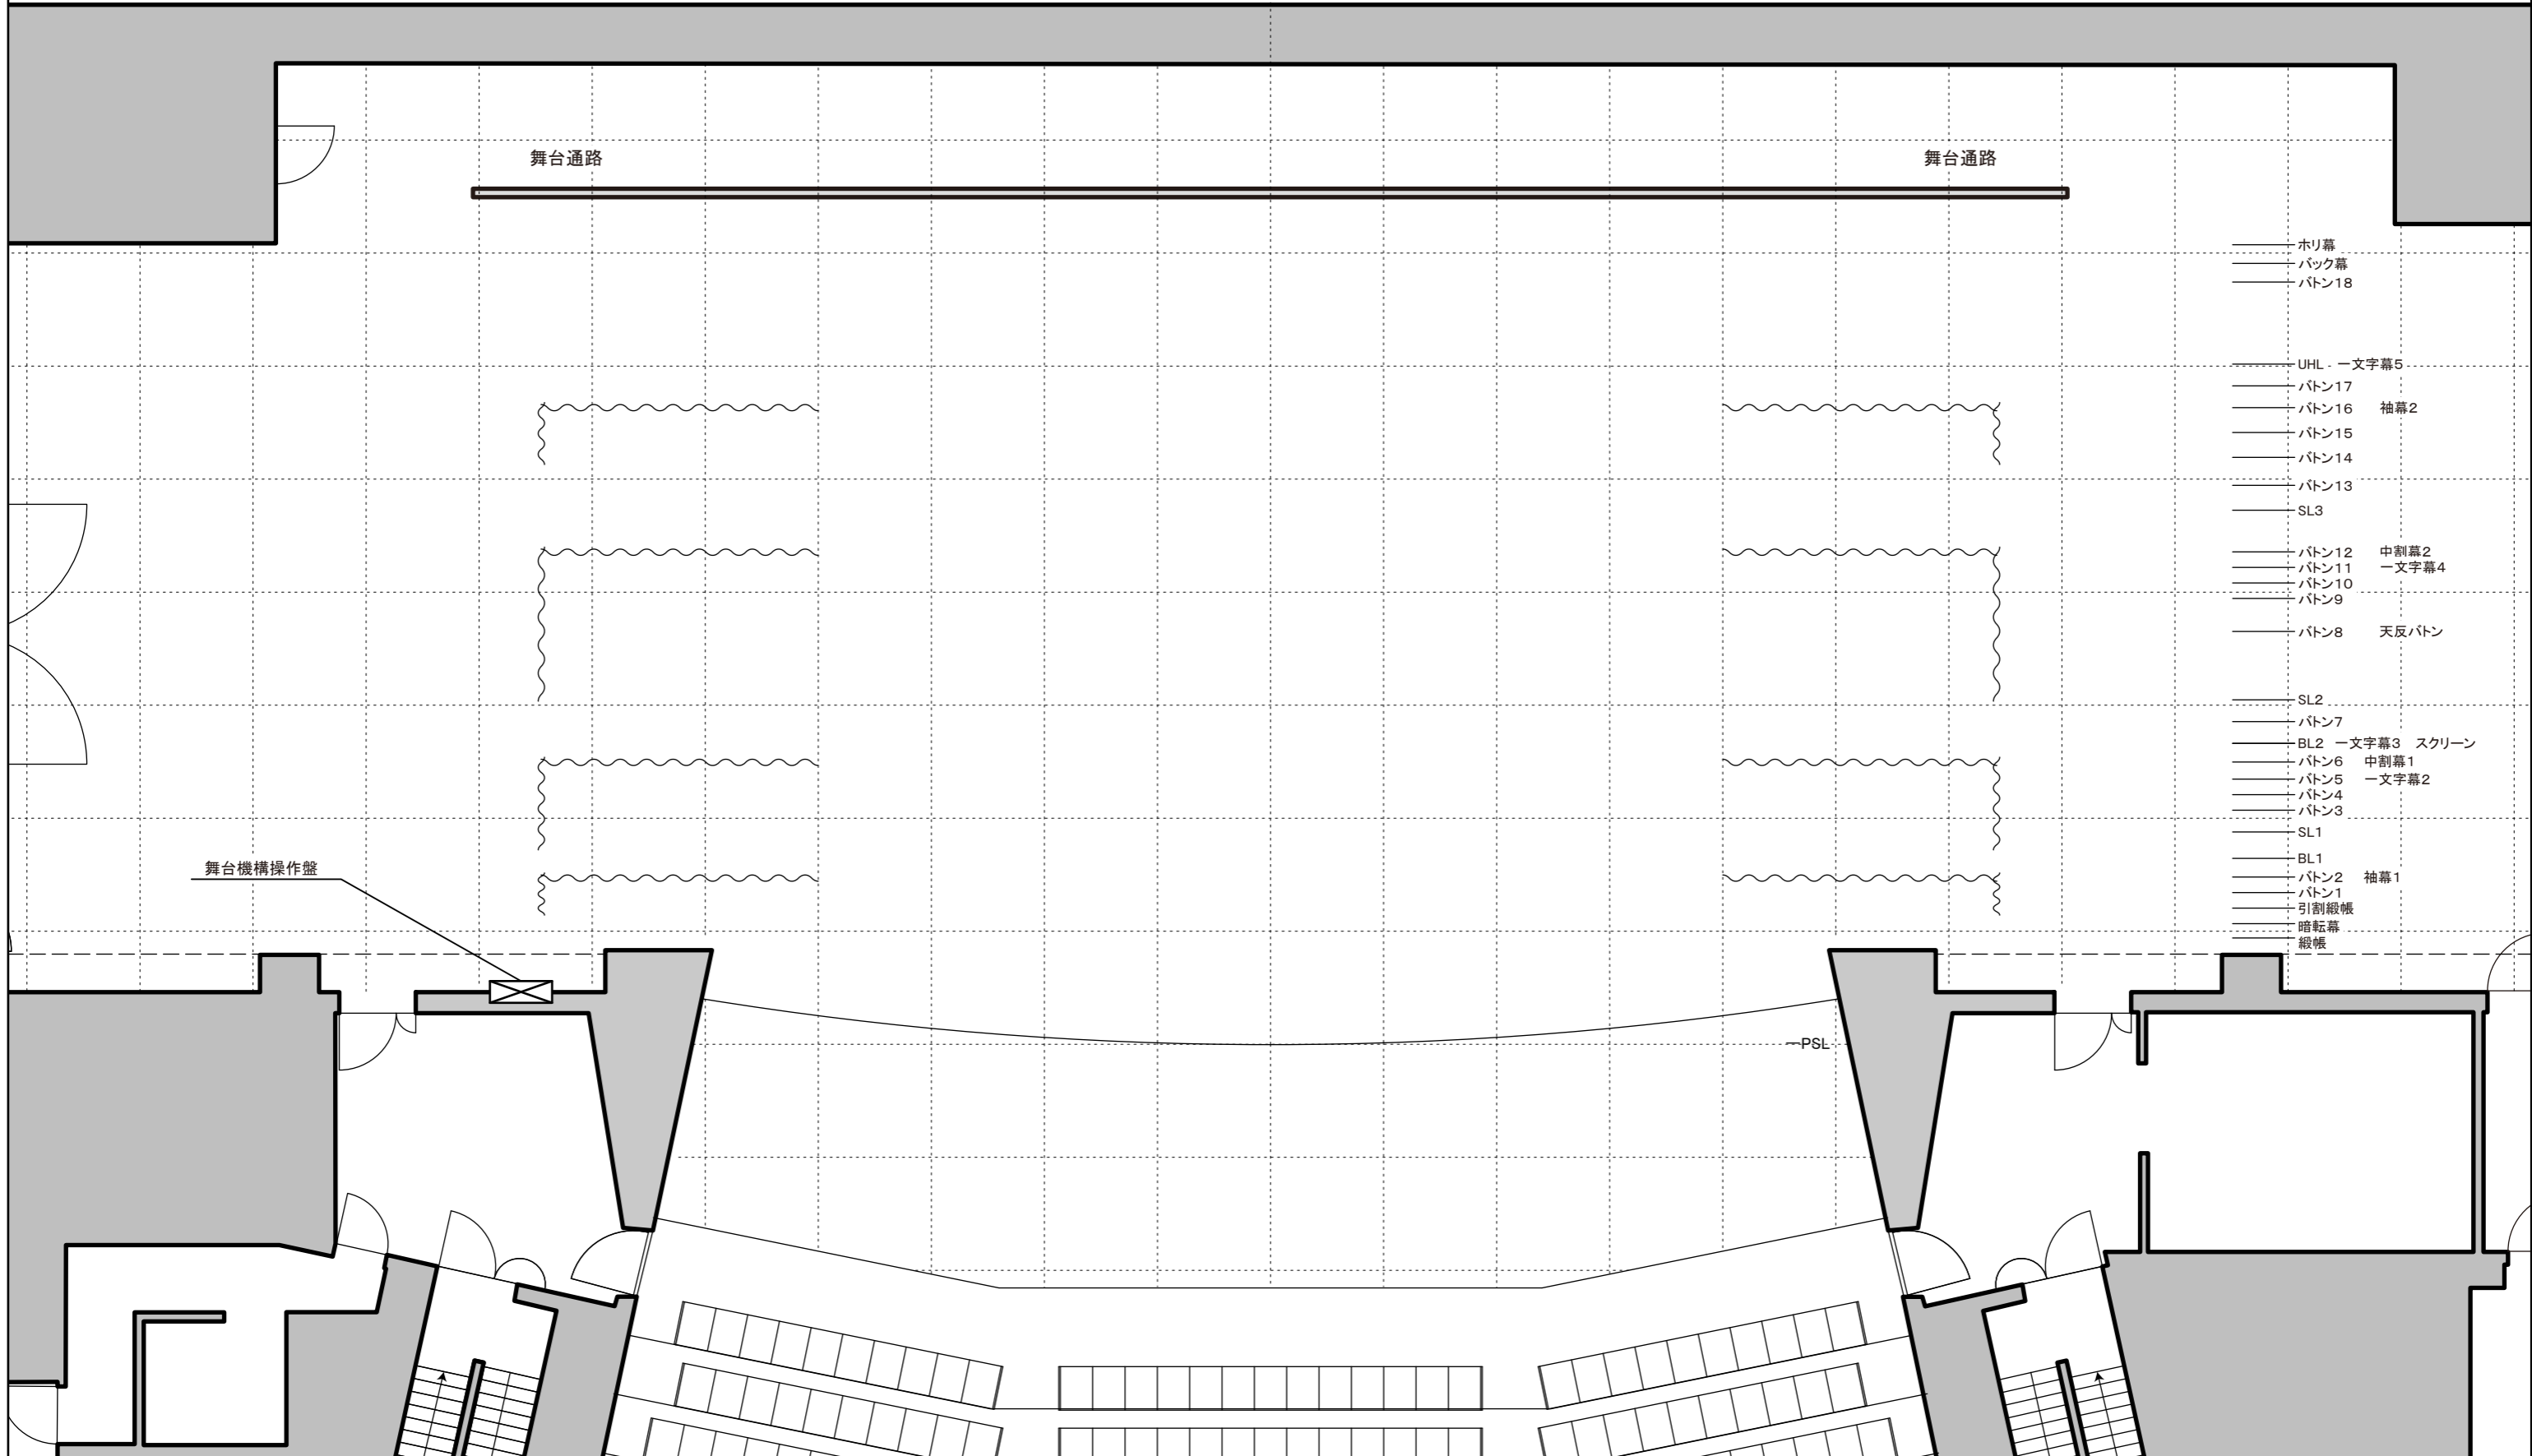 舞台通路
舞台通路
ホリ幕
バック幕
バトン18
UHL 一文字幕5
バトン17
バトン16 袖幕2
バトン15
バトン14
バトン13
SL3
バトン12 中割幕2
バトン11 一文字幕4
バトン10
バトン9
バトン8 天反バトン
SL2
バトン7
BL2 一文字幕3 スクリーン
バトン6 中割幕1
バトン5 一文字幕2
バトン4
バトン3
SL1
BL1
舞台機構操作盤
バトン2 袖幕1
バトン1
引割緞帳
暗転幕
緞帳
PSL